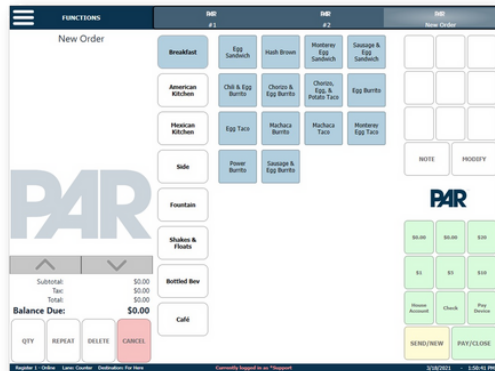 FUNCTIONS
PAR
#1
PAR
#2
PAR
New Order
New Order
Breakfast
Egg
Sandwich
Hash Brown
Monterey
Egg
Sandwich
Sausage &
Egg
Sandwich
American
Kitchen
Chili & Egg
Burrito
Chorizo &
Egg Burrito
Chorizo,
Egg, &
Potato Taco
Egg Burrito
Mexican
Kitchen
Egg Taco
Machaca
Burrito
Machaca
Taco
Monterey
Egg Taco
Side
Power
Burrito
Sausage &
Egg Burrito
NOTE
MODIFY
PAR
PAR
Fountain
Shakes &
Floats
Bottled Bev
Café
Subtotal: $0.00
Tax: $0.00
Total: $0.00
Balance Due: $0.00
QTY
REPEAT
DELETE
CANCEL
$0.00
$0.00
$20
$1
$5
$10
House
Account
Check
Pay
Device
SEND/NEW
PAY/CLOSE
Register 1 - Online Lane: Counter Destination: For Here
Currently logged in as *Support
3/18/2021 - 1:58:41 PM